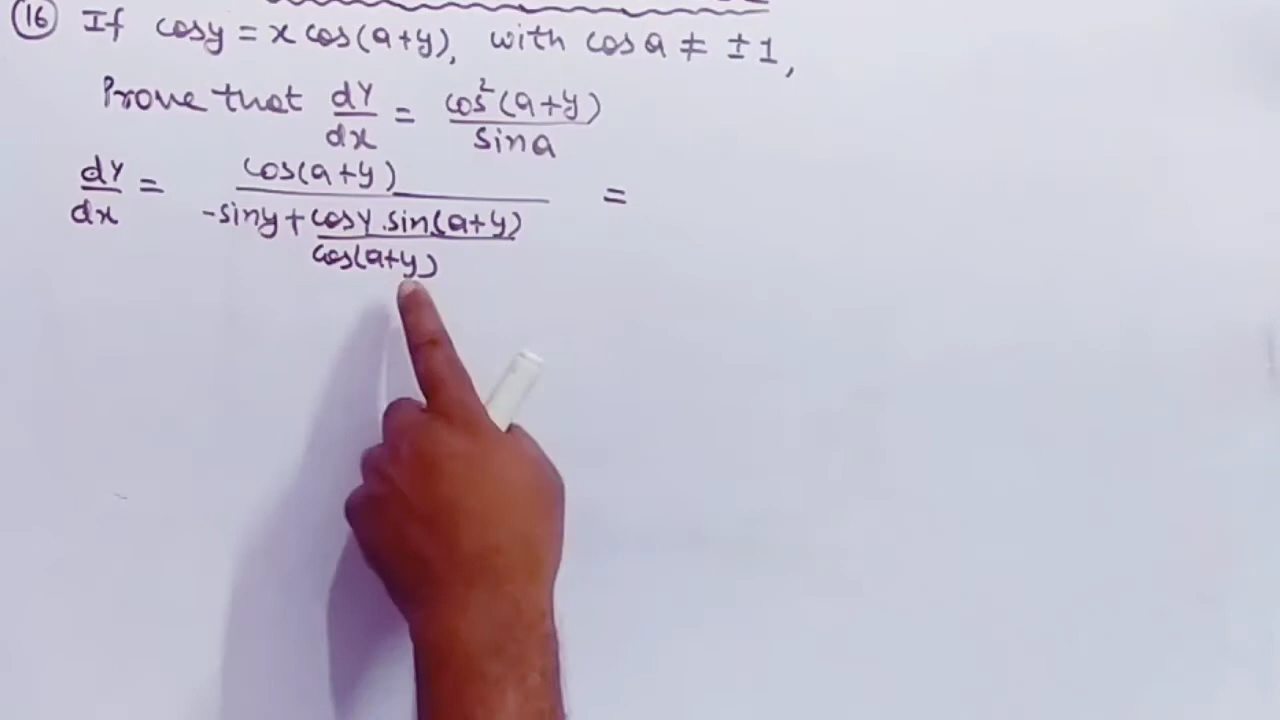 (16) If cosy = x cos(a+y), with cos a ≠ ±1,
Prove that dY/dx = cos²(a+y)/sina
dY/dx = cos(a+y)/(-siny + cosy.sin(a+y)/cos(a+y)) =